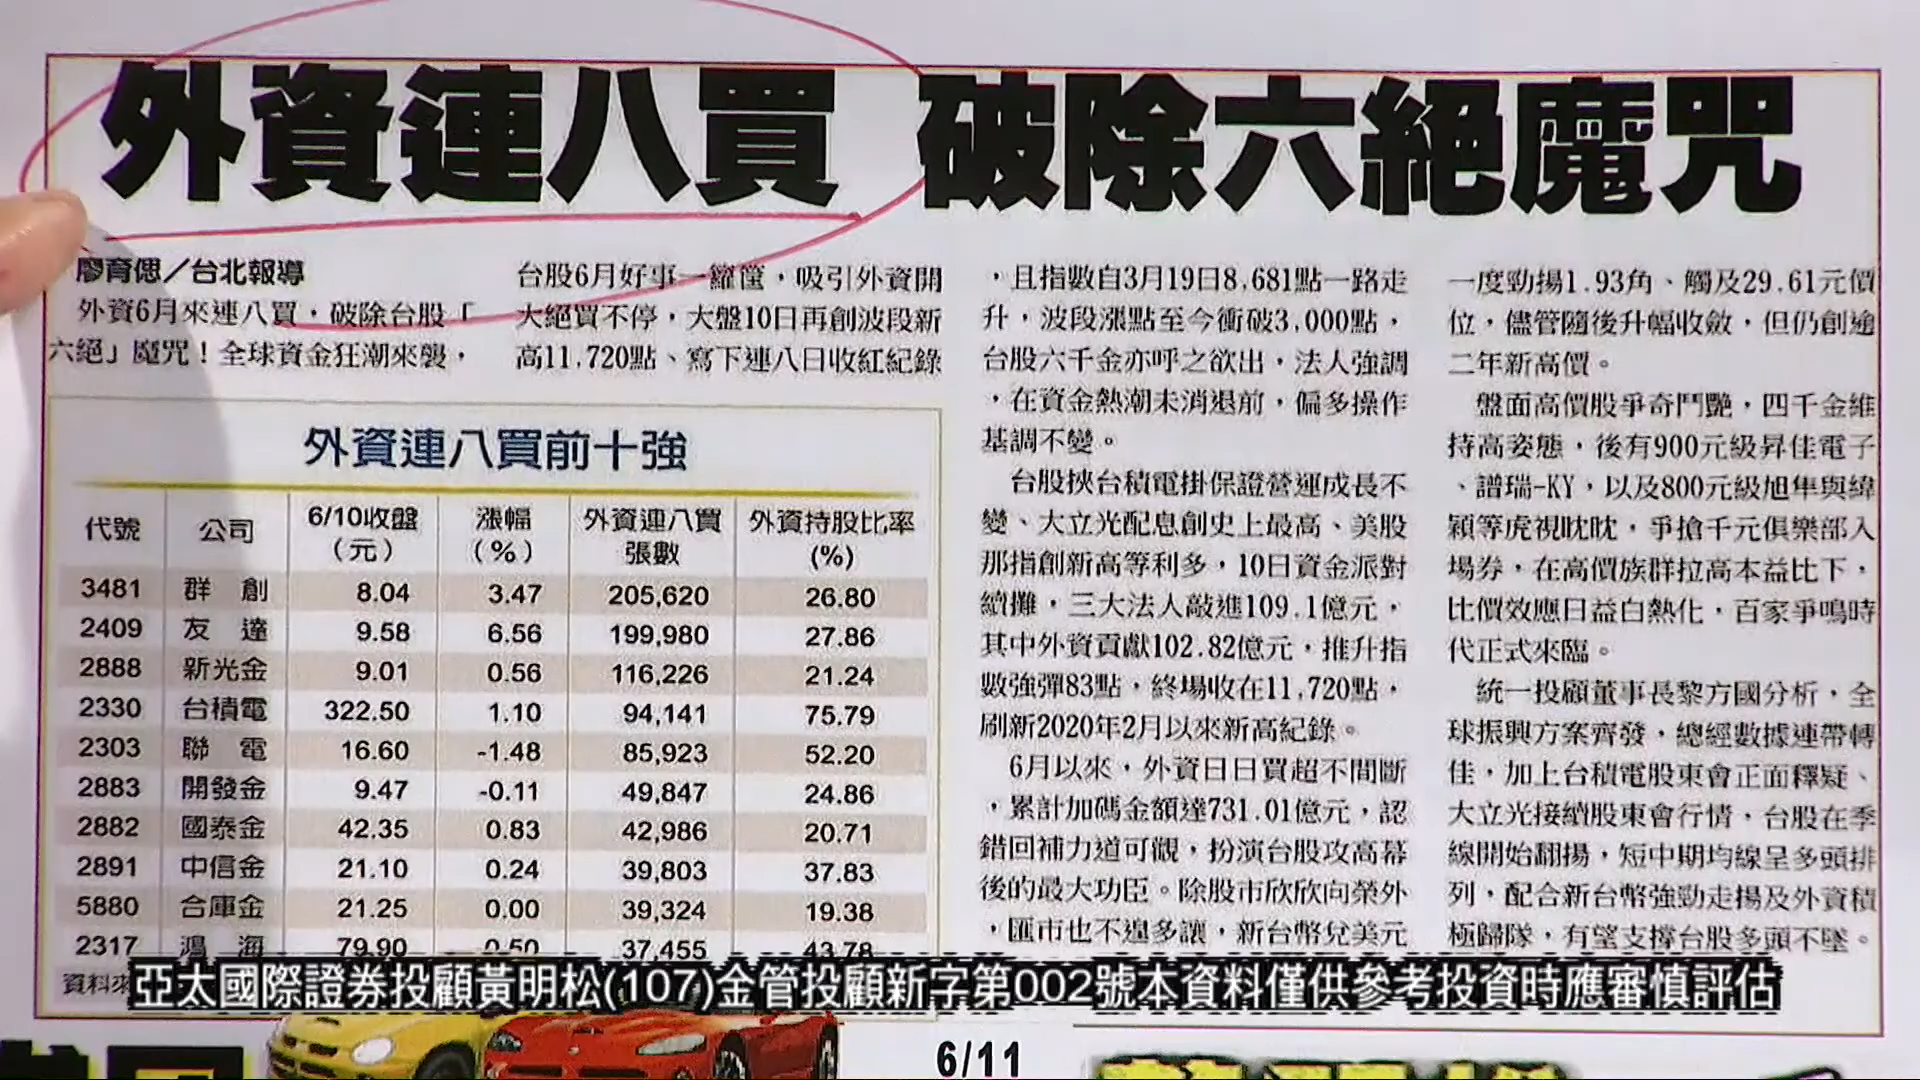 外資連八買 破除六絕魔咒
廖育偲／台北報導
外資6月來連八買，破除台股「
六絕」魔咒！全球資金狂潮來襲，
台股6月好事一籮筐，吸引外資開
大絕買不停，大盤10日再創波段新
高11,720點、寫下連八日收紅紀錄
外資連八買前十強
代號 公司 6/10收盤（元） 漲幅（%） 外資連八買張數 外資持股比率(%)
3481 群創 8.04 3.47 205,620 26.80
2409 友達 9.58 6.56 199,980 27.86
2888 新光金 9.01 0.56 116,226 21.24
2330 台積電 322.50 1.10 94,141 75.79
2303 聯電 16.60 -1.48 85,923 52.20
2883 開發金 9.47 -0.11 49,847 24.86
2882 國泰金 42.35 0.83 42,986 20.71
2891 中信金 21.10 0.24 39,803 37.83
5880 合庫金 21.25 0.00 39,324 19.38
2317 鴻海 79.90 0.50 37,455 43.78
資料來
，且指數自3月19日8,681點一路走
升，波段漲點至今衝破3,000點，
台股六千金亦呼之欲出，法人強調
，在資金熱潮未消退前，偏多操作
基調不變。
台股挾台積電掛保證營運成長不
變、大立光配息創史上最高、美股
那指創新高等利多，10日資金派對
續攤，三大法人敲進109.1億元，
其中外資貢獻102.82億元，推升指
數強彈83點，終場收在11,720點，
刷新2020年2月以來新高紀錄。
6月以來，外資日日買超不間斷
，累計加碼金額達731.01億元，認
錯回補力道可觀，扮演台股攻高幕
後的最大功臣。除股市欣欣向榮外
，匯市也不遑多讓，新台幣兌美元
一度勁揚1.93角、觸及29.61元價
位，儘管隨後升幅收斂，但仍創逾
二年新高價。
盤面高價股爭奇鬥艷，四千金維
持高姿態，後有900元級昇佳電子
、譜瑞-KY，以及800元級旭隼與緯
穎等虎視眈眈，爭搶千元俱樂部入
場券，在高價族群拉高本益比下，
比價效應日益白熱化，百家爭鳴時
代正式來臨。
統一投顧董事長黎方國分析，全
球振興方案齊發，總經數據連帶轉
佳，加上台積電股東會正面釋疑、
大立光接續股東會行情，台股在季
線開始翻揚，短中期均線呈多頭排
列，配合新台幣強勁走揚及外資積
極歸隊，有望支撐台股多頭不墜。
亞太國際證券投顧黃明松(107)金管投顧新字第002號本資料僅供參考投資時應審慎評估
6/11